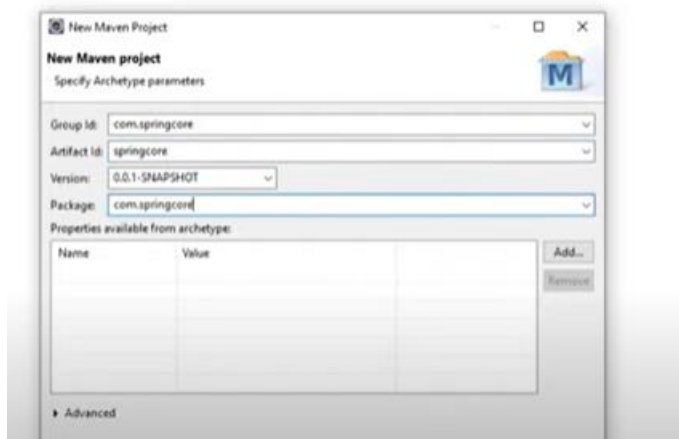 New Maven Project
New Maven project
Specify Archetype parameters
M
Group Id: com.springcore
Artifact Id: springcore
Version: 0.0.1-SNAPSHOT
Package: com.springcore
Properties available from archetype:
Name Value
Add...
Remove
Advanced